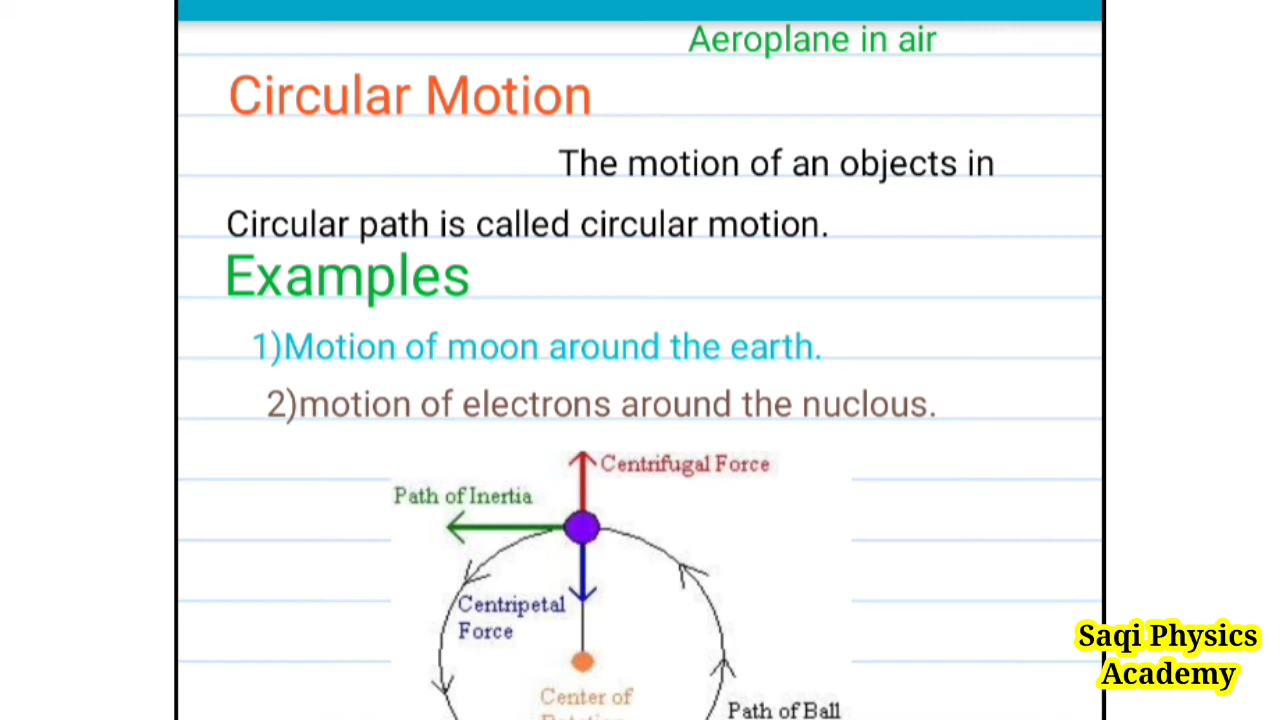 Aeroplane in air
Circular Motion
The motion of an objects in
Circular path is called circular motion.
Examples
1)Motion of moon around the earth.
2)motion of electrons around the nuclous.
Centrifugal Force
Path of Inertia
Centripetal
Force
Center of
Path of Ball
Saqi Physics
Academy